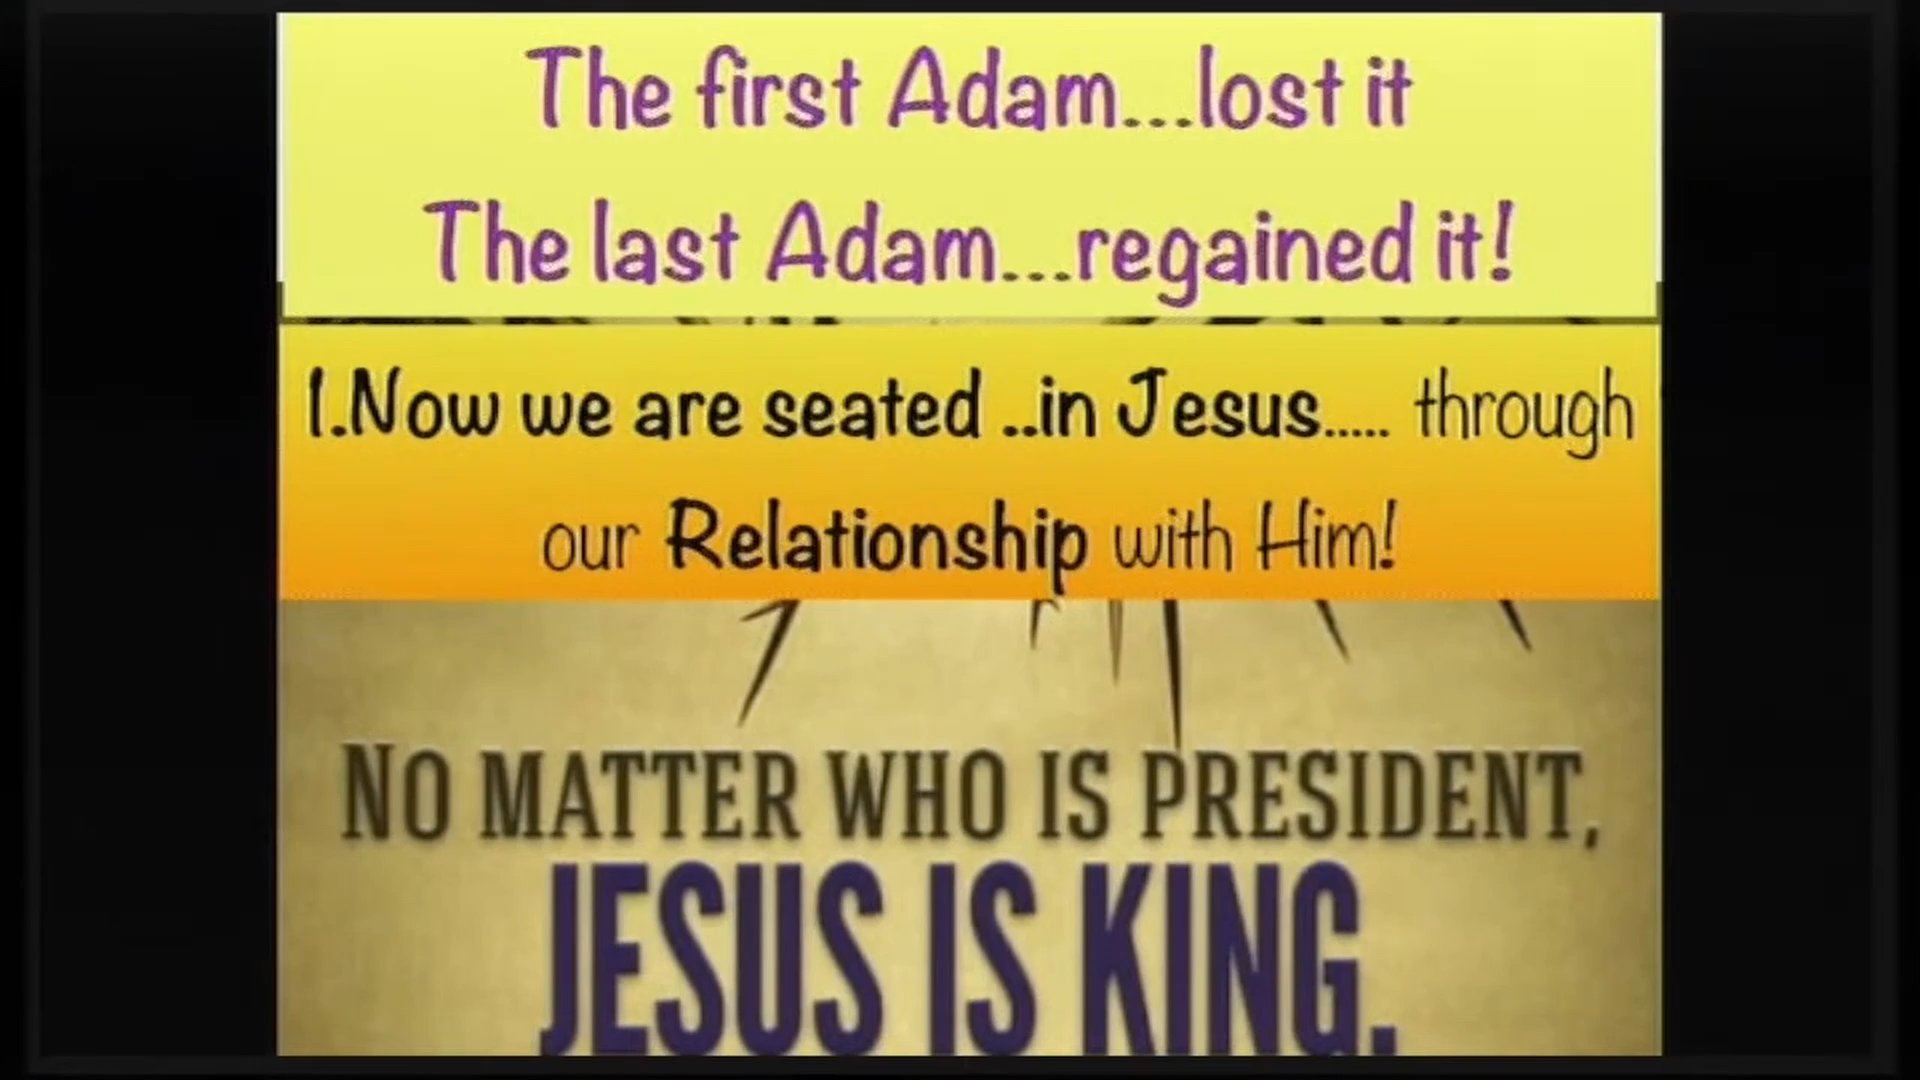 The first Adam...lost it
The last Adam...regained it!
1.Now we are seated ..in Jesus..... through
our Relationship with Him!
NO MATTER WHO IS PRESIDENT,
JESUS IS KING.